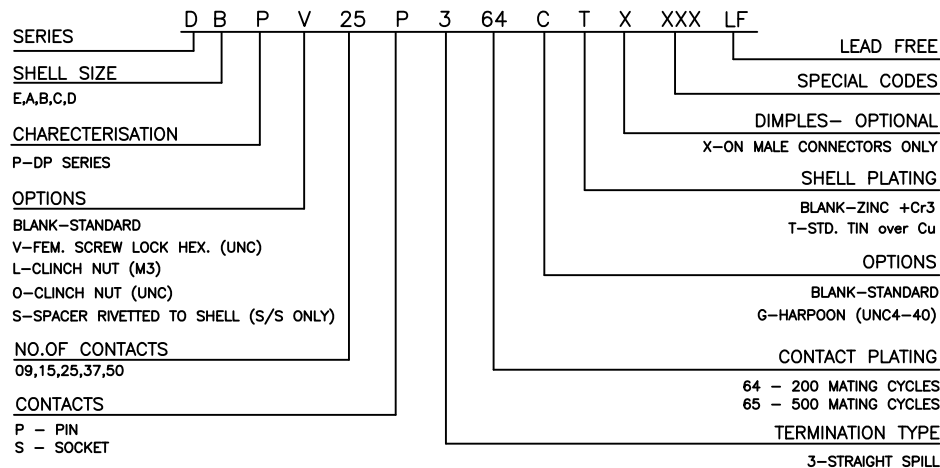 D B P V 25 P 3 64 C T X XXX LF
SERIES
SHELL SIZE
E,A,B,C,D
CHARECTERISATION
P-DP SERIES
OPTIONS
BLANK-STANDARD
V-FEM. SCREW LOCK HEX. (UNC)
L-CLINCH NUT (M3)
O-CLINCH NUT (UNC)
S-SPACER RIVETTED TO SHELL (S/S ONLY)
NO.OF CONTACTS
09,15,25,37,50
CONTACTS
P - PIN
S - SOCKET
LEAD FREE
SPECIAL CODES
DIMPLES- OPTIONAL
X-ON MALE CONNECTORS ONLY
SHELL PLATING
BLANK-ZINC +Cr3
T-STD. TIN over Cu
OPTIONS
BLANK-STANDARD
G-HARPOON (UNC4-40)
CONTACT PLATING
64 - 200 MATING CYCLES
65 - 500 MATING CYCLES
TERMINATION TYPE
3-STRAIGHT SPILL